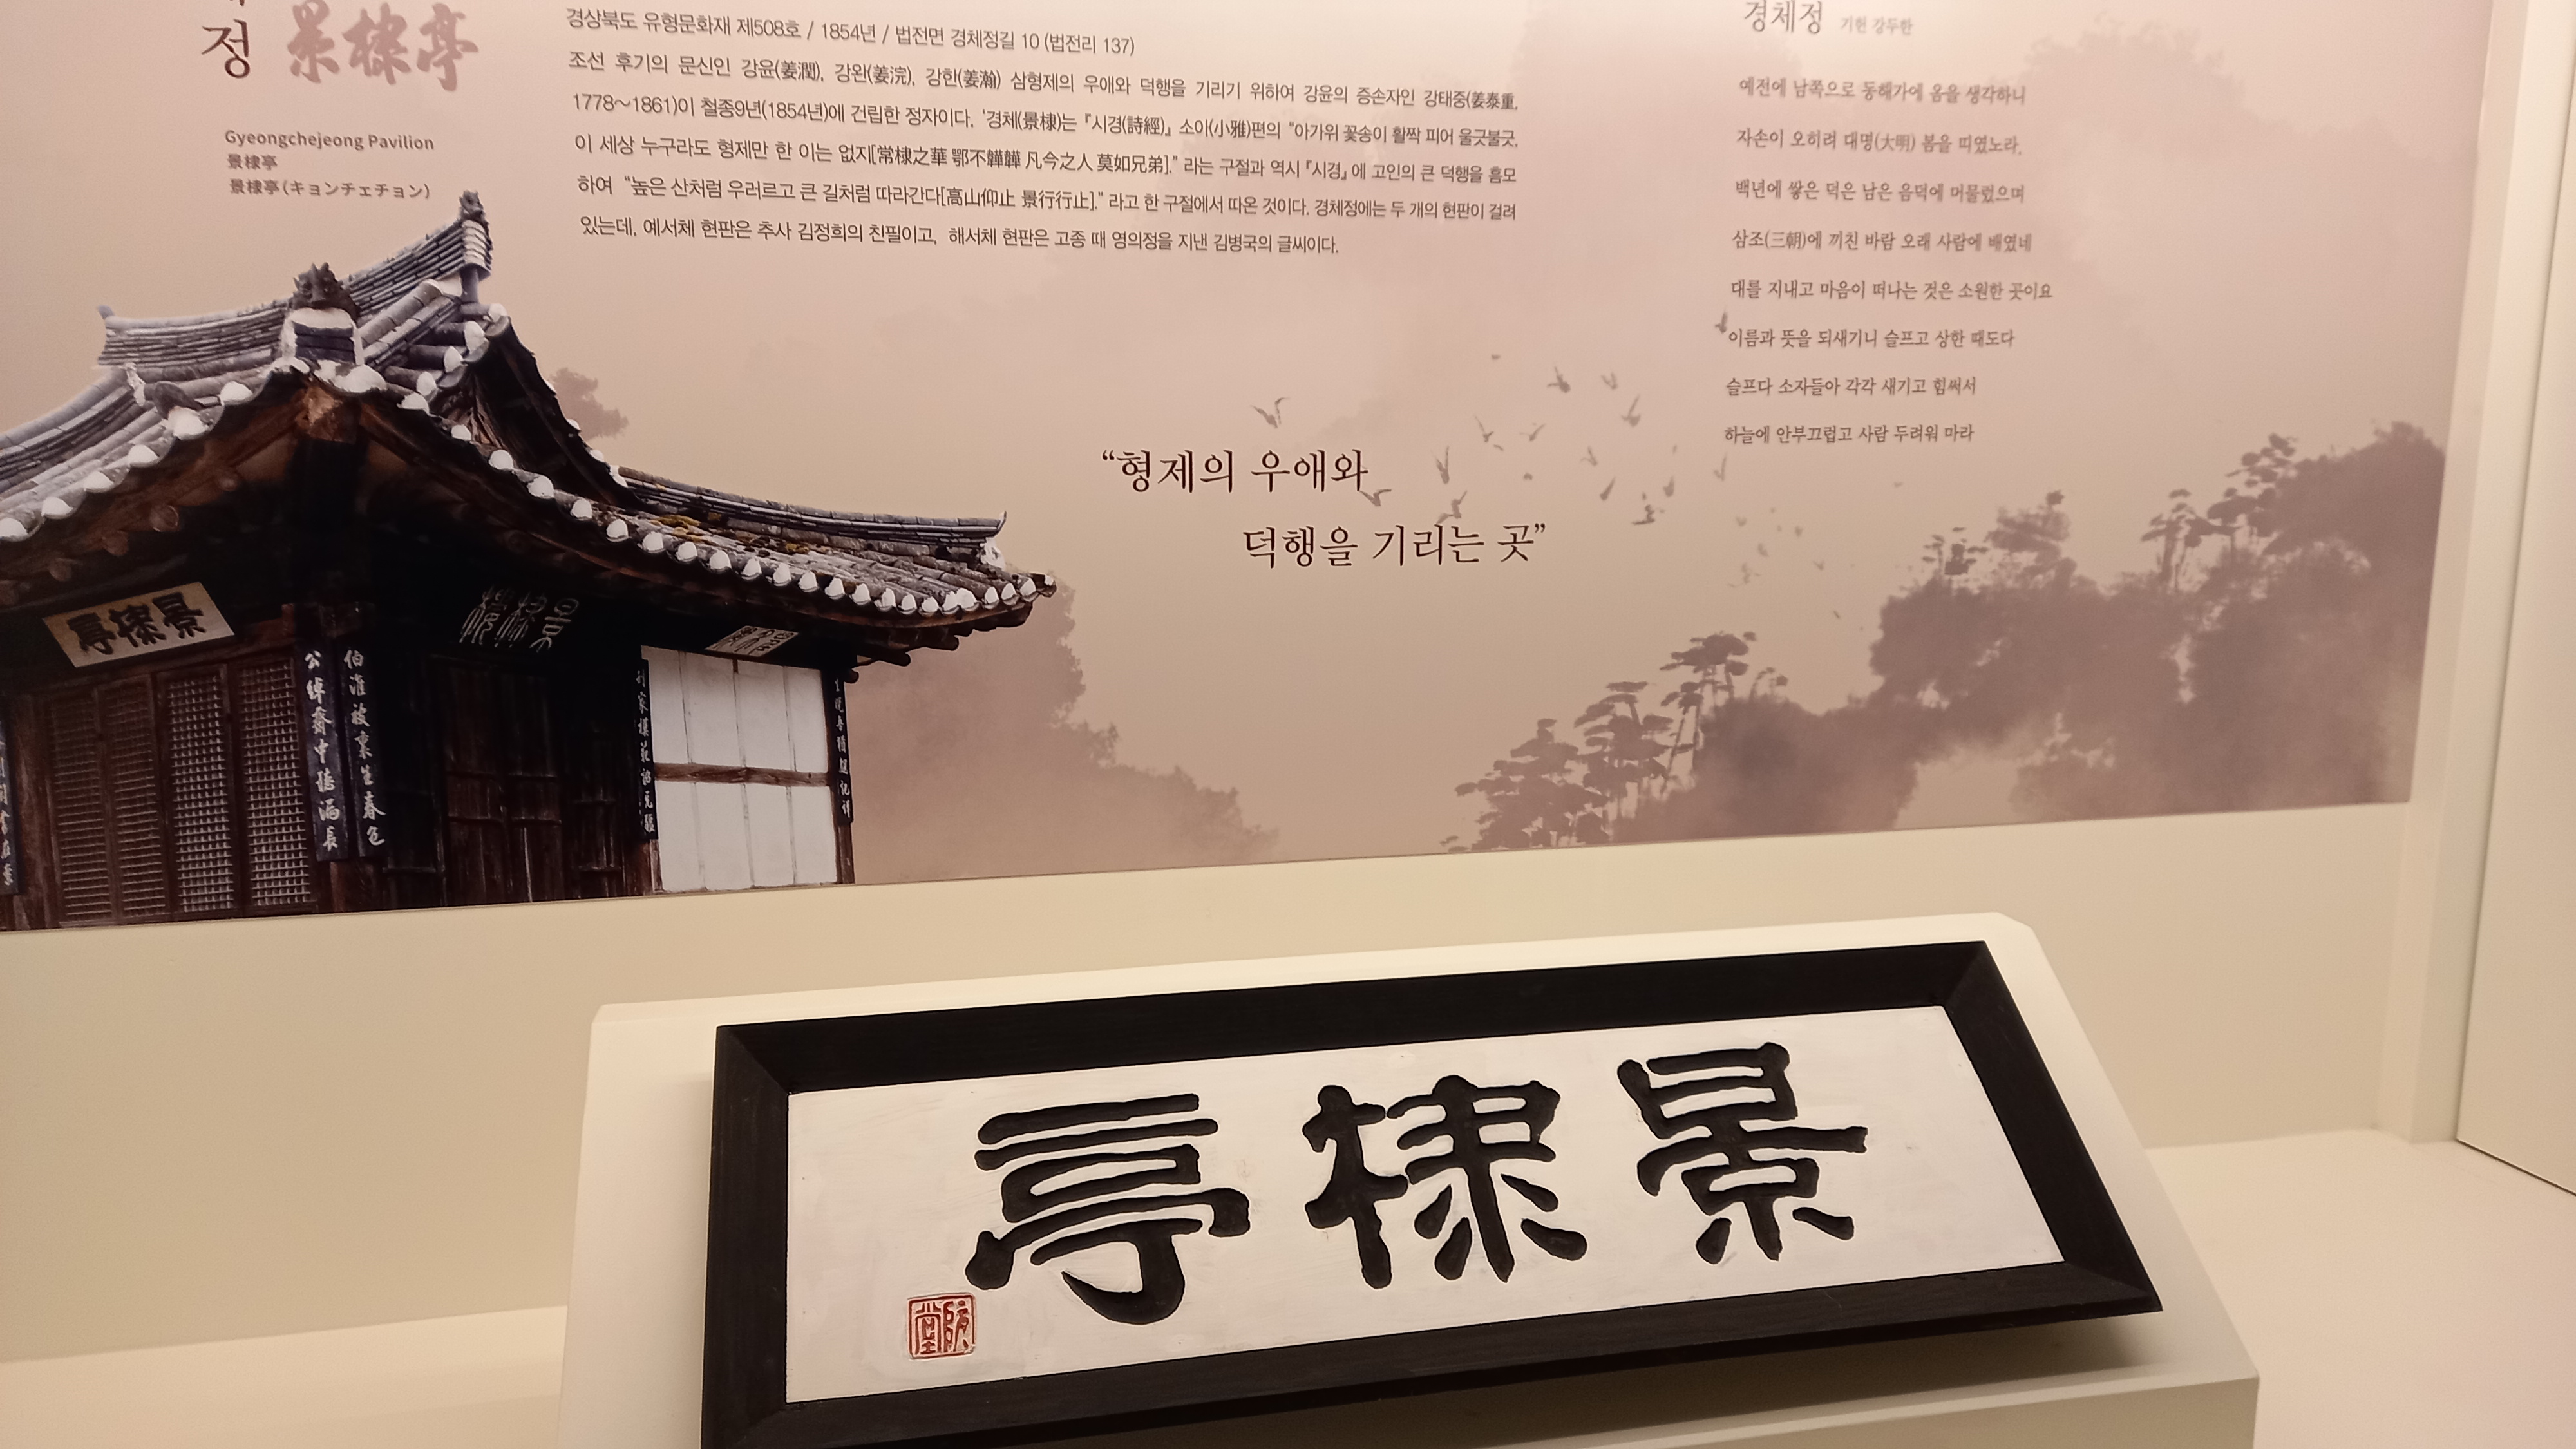 정 景棣亭
Gyeongchejeong Pavilion
景棣亭
景棣亭(キョンチェチョン)
경상북도 유형문화재 제508호 / 1854년 / 법전면 경체정길 10 (법전리 137)
조선 후기의 문신인 강윤(姜潤), 강완(姜浣), 강한(姜瀚) 삼형제의 우애와 덕행을 기리기 위하여 강윤의 증손자인 강태중(姜泰重,
1778~1861)이 철종9년(1854년)에 건립한 정자이다. '경체(景棣)는 『시경(詩經)』 소아(小雅)편의 "아가위 꽃송이 활짝 피어 울긋불긋,
이 세상 누구라도 형제만 한 이는 없지[常棣之華 鄂不韡韡 凡今之人 莫如兄弟]." 라는 구절과 역시 『시경』 에 고인의 큰 덕행을 흠모
하여 "높은 산처럼 우러르고 큰 길처럼 따라간다[高山仰止 景行行止]." 라고 한 구절에서 따온 것이다. 경체정에는 두 개의 현판이 걸려
있는데, 예서체 현판은 추사 김정희의 친필이고, 해서체 현판은 고종 때 영의정을 지낸 김병국의 글씨이다.
경체정 기헌 강두한
예전에 남쪽으로 동해가에 옴을 생각하니
자손이 오히려 대명(大明) 봄을 띠였노라.
백년에 쌓은 덕은 남은 음덕에 머물렀으며
삼조(三朝)에 끼친 바람 오래 사람에 배였네
대를 지내고 마음이 떠나는 것은 소원한 곳이요
이름과 뜻을 되새기니 슬프고 상한 때도다
슬프다 소자들아 각각 새기고 힘써서
하늘에 안부끄럽고 사람 두려워 마라
"형제의 우애와
덕행을 기리는 곳"
亭棣景
亭棣景
伯淮被裏生春色
公綽齋中聽漏長
亭棣景